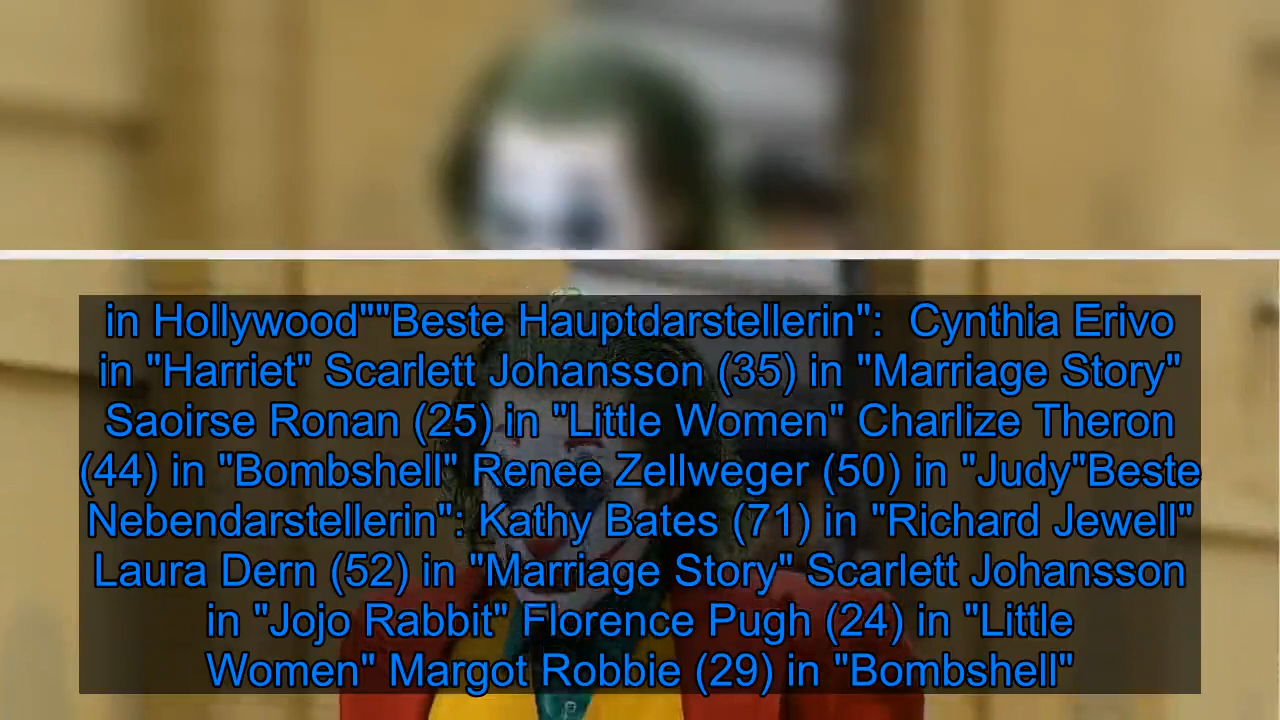 in Hollywood""Beste Hauptdarstellerin":  Cynthia Erivo
in "Harriet" Scarlett Johansson (35) in "Marriage Story"
Saoirse Ronan (25) in "Little Women" Charlize Theron
(44) in "Bombshell" Renee Zellweger (50) in "Judy"Beste
Nebendarstellerin": Kathy Bates (71) in "Richard Jewell"
Laura Dern (52) in "Marriage Story" Scarlett Johansson
in "Jojo Rabbit" Florence Pugh (24) in "Little
Women" Margot Robbie (29) in "Bombshell"